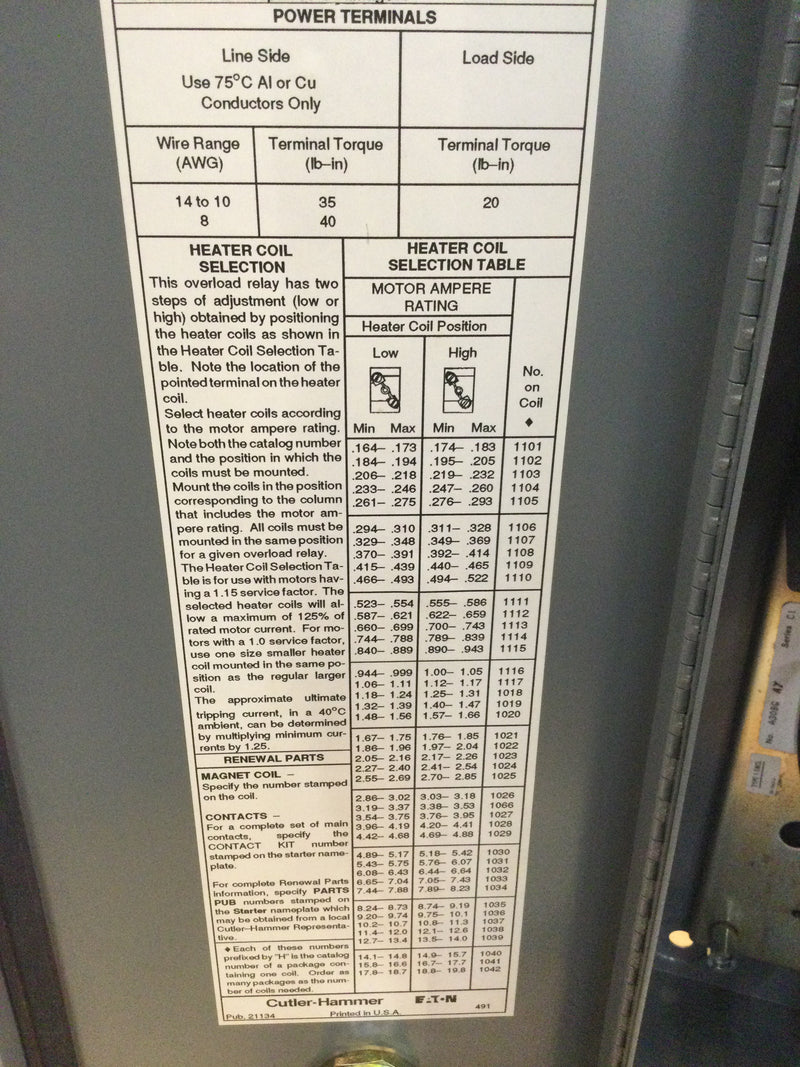 POWER TERMINALS
Line Side
Use 75°C Al or Cu
Conductors Only
Load Side
Wire Range
(AWG)
Terminal Torque
(lb–in)
Terminal Torque
(lb–in)
14 to 10
8
35
40
20
HEATER COIL
SELECTION
This overload relay has two
steps of adjustment (low or
high) obtained by positioning
the heater coils as shown in
the Heater Coil Selection Ta-
ble. Note the location of the
pointed terminal on the heater
coil.
Select heater coils according
to the motor ampere rating.
Note both the catalog number
and the position in which the
coils must be mounted.
Mount the coils in the position
corresponding to the column
that includes the motor am-
pere rating. All coils must be
mounted in the same position
for a given overload relay.
The Heater Coil Selection Ta-
ble is for use with motors hav-
ing a 1.15 service factor. The
selected heater coils will al-
low a maximum of 125% of
rated motor current. For mo-
tors with a 1.0 service factor,
use one size smaller heater
coil mounted in the same po-
sition as the regular larger
coil.
The approximate ultimate
tripping current, in a 40°C
ambient, can be determined
by multiplying minimum cur-
rents by 1.25.
RENEWAL PARTS
MAGNET COIL –
Specify the number stamped
on the coil.
CONTACTS –
For a complete set of main
contacts, specify the
CONTACT KIT number
stamped on the starter name-
plate.
For complete Renewal Parts
information, specify PARTS
PUB numbers stamped on
the Starter nameplate which
may be obtained from a local
Cutler–Hammer Representa-
tive.
♦ Each of these numbers
prefixed by "H" is the catalog
number of a package con-
taining one coil. Order as
many packages as the num-
ber of coils needed.
HEATER COIL
SELECTION TABLE
MOTOR AMPERE
RATING
Heater Coil Position
Low High
No.
on
Coil
♦
Min Max Min Max
.164– .173 .174– .183 1101
.184– .194 .195– .205 1102
.206– .218 .219– .232 1103
.233– .246 .247– .260 1104
.261– .275 .276– .293 1105
.294– .310 .311– .328 1106
.329– .348 .349– .369 1107
.370– .391 .392– .414 1108
.415– .439 .440– .465 1109
.466– .493 .494– .522 1110
.523– .554 .555– .586 1111
.587– .621 .622– .659 1112
.660– .699 .700– .743 1113
.744– .788 .789– .839 1114
.840– .889 .890– .943 1115
.944– .999 1.00– 1.05 1116
1.06– 1.11 1.12– 1.17 1117
1.18– 1.24 1.25– 1.31 1018
1.32– 1.39 1.40– 1.47 1019
1.48– 1.56 1.57– 1.66 1020
1.67– 1.75 1.76– 1.85 1021
1.86– 1.96 1.97– 2.04 1022
2.05– 2.16 2.17– 2.26 1023
2.27– 2.40 2.41– 2.54 1024
2.55– 2.69 2.70– 2.85 1025
2.86– 3.02 3.03– 3.18 1026
3.19– 3.37 3.38– 3.53 1066
3.54– 3.75 3.76– 3.95 1027
3.96– 4.19 4.20– 4.41 1028
4.42– 4.68 4.69– 4.88 1029
4.89– 5.17 5.18– 5.42 1030
5.43– 5.75 5.76– 6.07 1031
6.08– 6.43 6.44– 6.64 1032
6.65– 7.04 7.05– 7.43 1033
7.44– 7.88 7.89– 8.23 1034
8.24– 8.73 8.74– 9.19 1035
9.20– 9.74 9.75– 10.1 1036
10.2– 10.7 10.8– 11.3 1037
11.4– 12.0 12.1– 12.6 1038
12.7– 13.4 13.5– 14.0 1039
14.1– 14.8 14.9– 15.7 1040
15.8– 16.6 16.7– 17.7 1041
17.8– 18.7 18.8– 19.8 1042
Cutler-Hammer E·T·N
Pub. 21134 Printed in U.S.A. 491
Series C1
No.
47